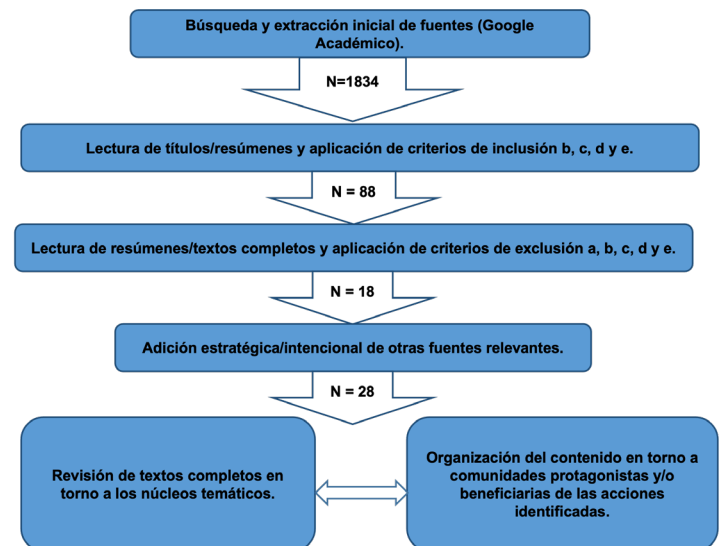 Búsqueda y extracción inicial de fuentes (Google
Académico).
N=1834
Lectura de títulos/resúmenes y aplicación de criterios de inclusión b, c, d y e.
N = 88
Lectura de resúmenes/textos completos y aplicación de criterios de exclusión a, b, c, d y e.
N = 18
Adición estratégica/intencional de otras fuentes relevantes.
N = 28
Revisión de textos completos en
torno a los núcleos temáticos.
Organización del contenido en torno a
comunidades protagonistas y/o
beneficiarias de las acciones
identificadas.